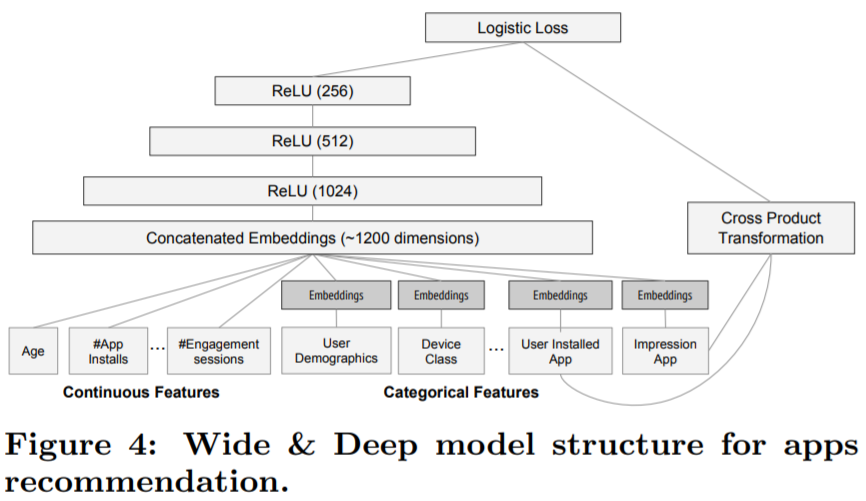 Logistic Loss
ReLU (256)
ReLU (512)
ReLU (1024)
Concatenated Embeddings (~1200 dimensions)
Cross Product
Transformation
Embeddings
Embeddings
Embeddings
Embeddings
Age
#App
Installs
...
#Engagement
sessions
User
Demographics
Device
Class
...
User Installed
App
Impression
App
Continuous Features
Categorical Features
Figure 4: Wide & Deep model structure for apps
recommendation.